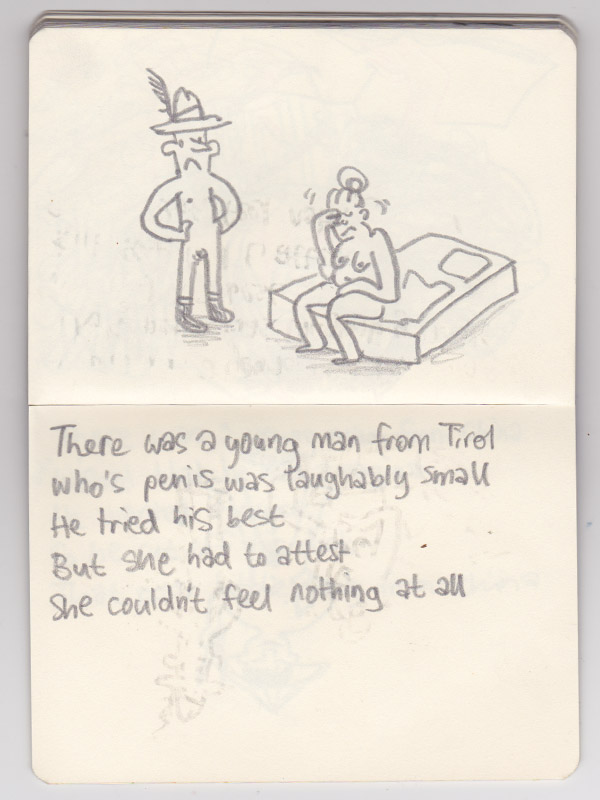 There was a young man from Tirol
who's penis was laughably small
He tried his best
But she had to attest
She couldn't feel nothing at all